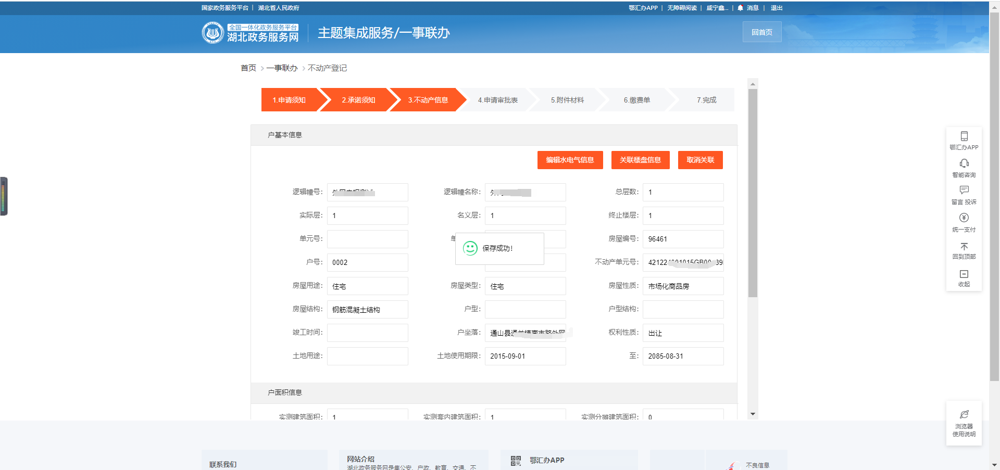 国家政务服务平台 | 湖北省人民政府
鄂汇办APP | 无障碍阅读 | 咸宁鑫... | 消息 | 退出
全国一体化政务服务平台
湖北政务服务网
主题集成服务/一事联办
回首页
首页 > 一事联办 > 不动产登记
1.申请须知
2.承诺须知
3.不动产信息
4.申请审批表
5.附件材料
6.缴费单
7.完成
户基本信息
编辑水电气信息
关联楼盘信息
取消关联
逻辑幢号:
逻辑幢名称:
总层数: 1
实际层: 1
名义层: 1
终止楼层: 1
单元号:
单
房屋编号: 96461
保存成功!
户号: 0002
不动产单元号: 421224
房屋用途: 住宅
房屋类型: 住宅
房屋性质: 市场化商品房
房屋结构: 钢筋混凝土结构
户型:
户型结构:
竣工时间:
户坐落: 通山县
权利性质: 出让
土地用途:
土地使用期限: 2015-09-01
至: 2085-08-31
户面积信息
实测建筑面积: 1
实测套内建筑面积: 1
实测分摊建筑面积: 0
鄂汇办APP
智能咨询
留言 投诉
统一支付
回到顶部
收起
浏览器
使用说明
联系我们
网站介绍
湖北政务服务网是集公安、户政、教育、交通、不
鄂汇办APP
不良信息